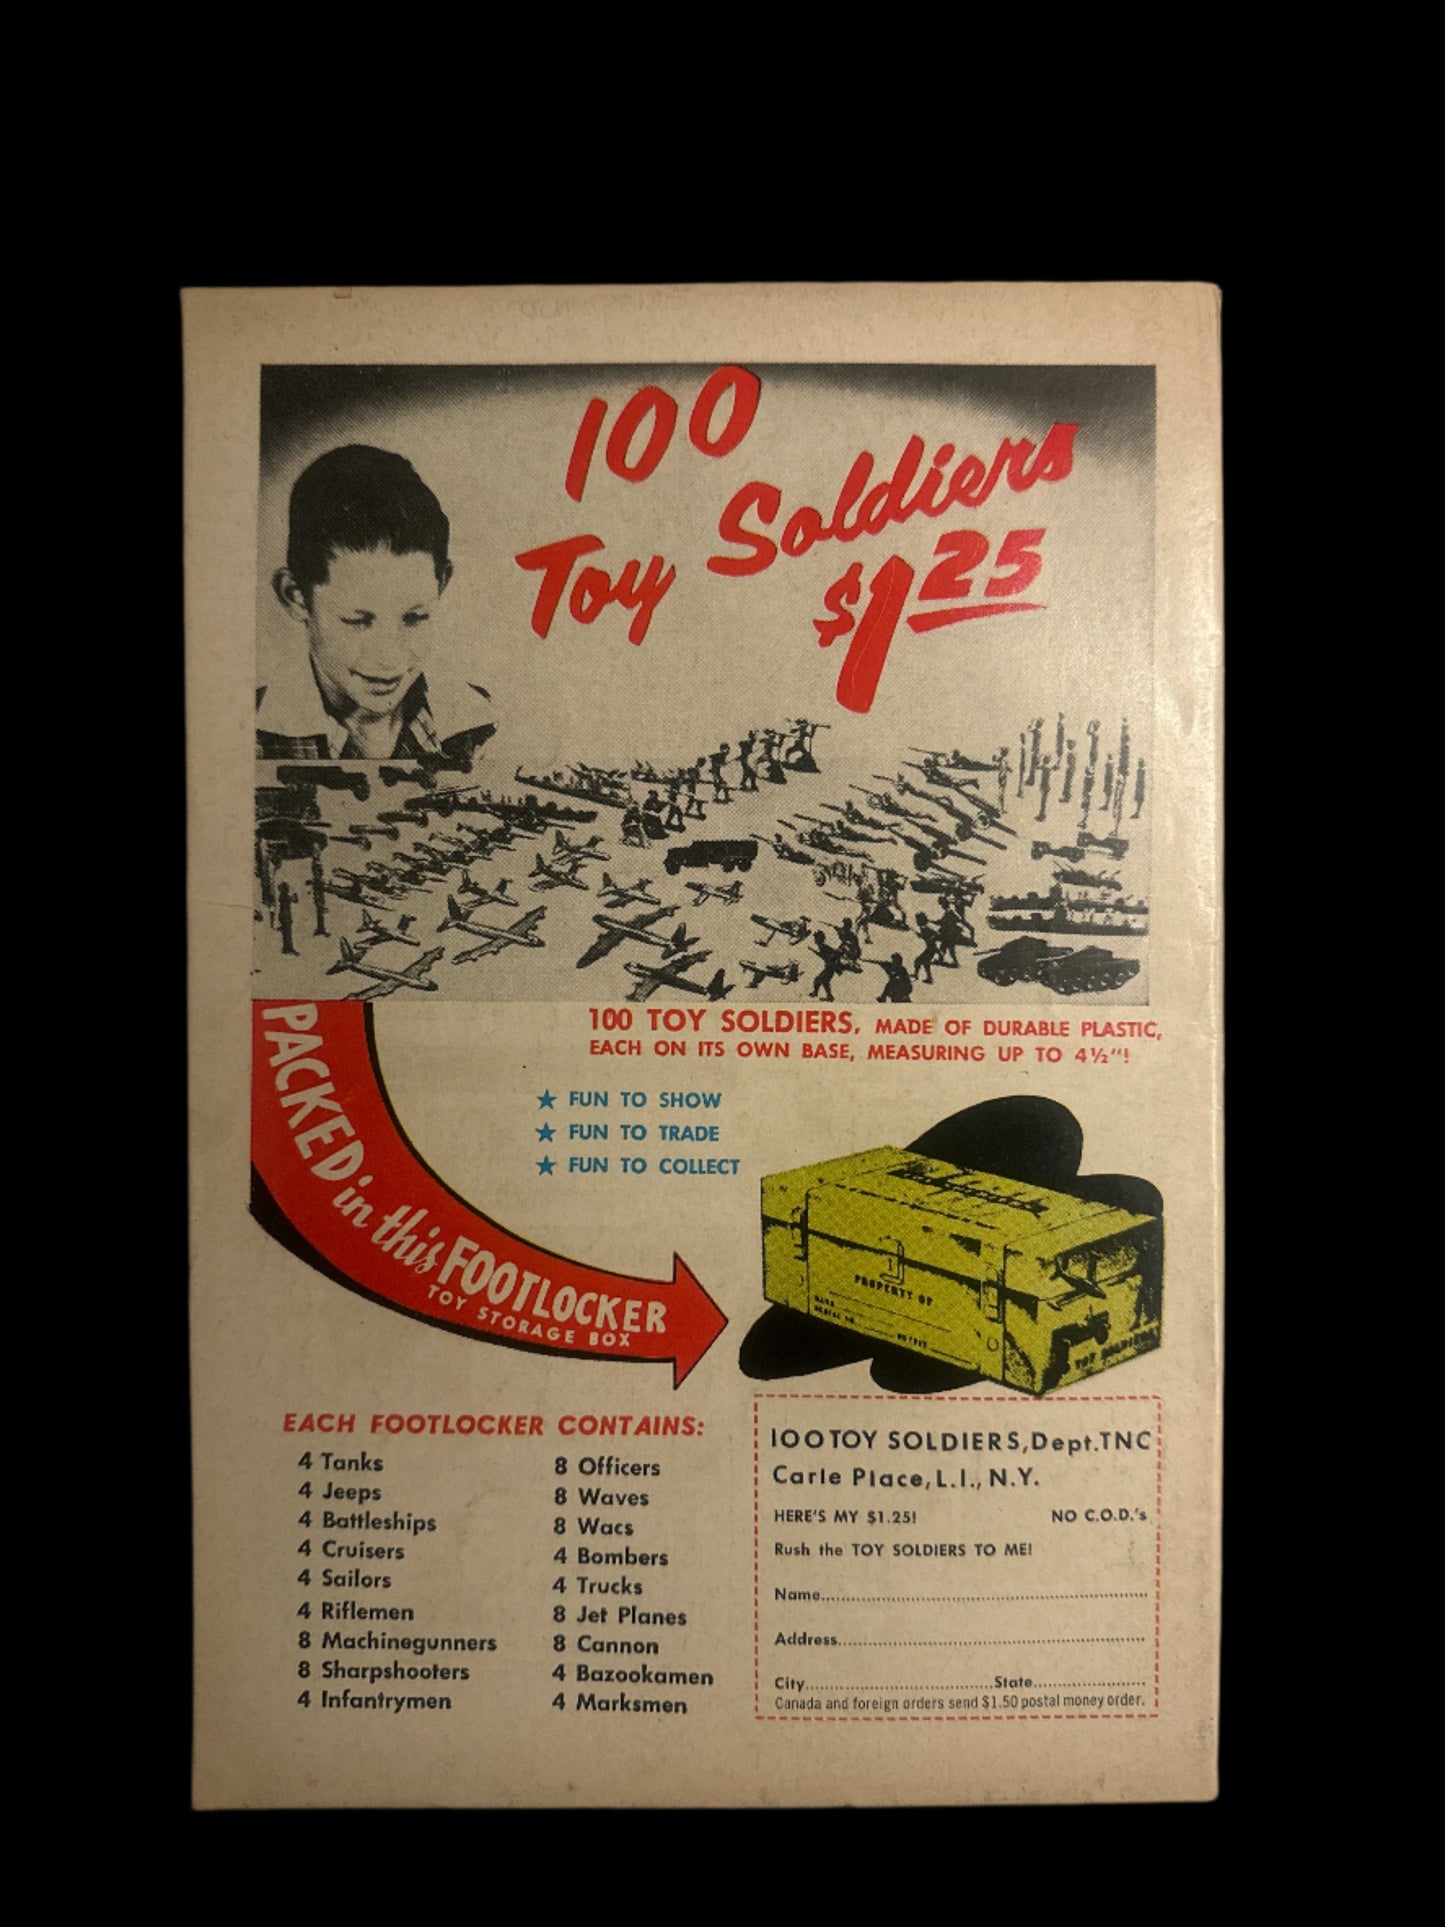 100
Toy Soldiers
$1.25
100 TOY SOLDIERS, MADE OF DURABLE PLASTIC,
EACH ON ITS OWN BASE, MEASURING UP TO 4½"!
★ FUN TO SHOW
★ FUN TO TRADE
★ FUN TO COLLECT
PACKED in this FOOTLOCKER
TOY STORAGE BOX
PROPERTY OF
TOY SOLDIERS
EACH FOOTLOCKER CONTAINS:
4 Tanks
4 Jeeps
4 Battleships
4 Cruisers
4 Sailors
4 Riflemen
8 Machinegunners
8 Sharpshooters
4 Infantrymen
8 Officers
8 Waves
8 Wacs
4 Bombers
4 Trucks
8 Jet Planes
8 Cannon
4 Bazookamen
4 Marksmen
100 TOY SOLDIERS, Dept. TNC
Carle Place, L.I., N.Y.
HERE'S MY $1.25! NO C.O.D.'s
Rush the TOY SOLDIERS TO ME!
Name
Address
City State
Canada and foreign orders send $1.50 postal money order.